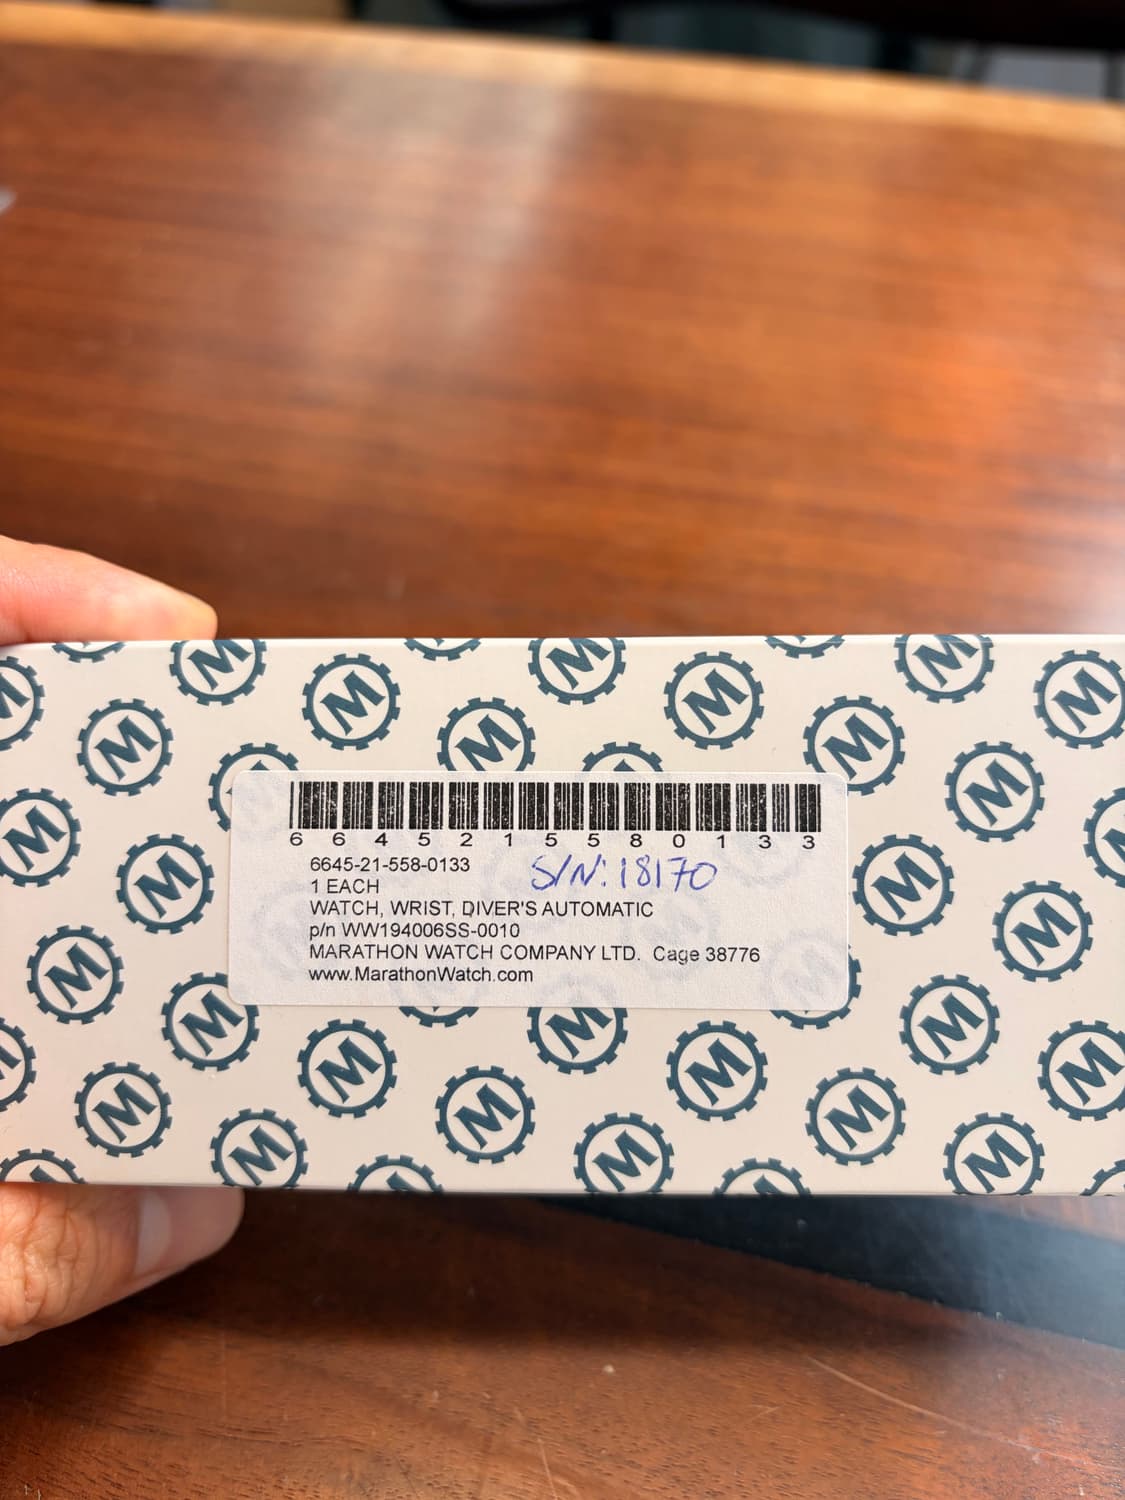 6 6 4 5 2 1 5 5 8 0 1 3 3
6645-21-558-0133
S/N: 18170
1 EACH
WATCH, WRIST, DIVER'S AUTOMATIC
p/n WW194006SS-0010
MARATHON WATCH COMPANY LTD. Cage 38776
www.MarathonWatch.com